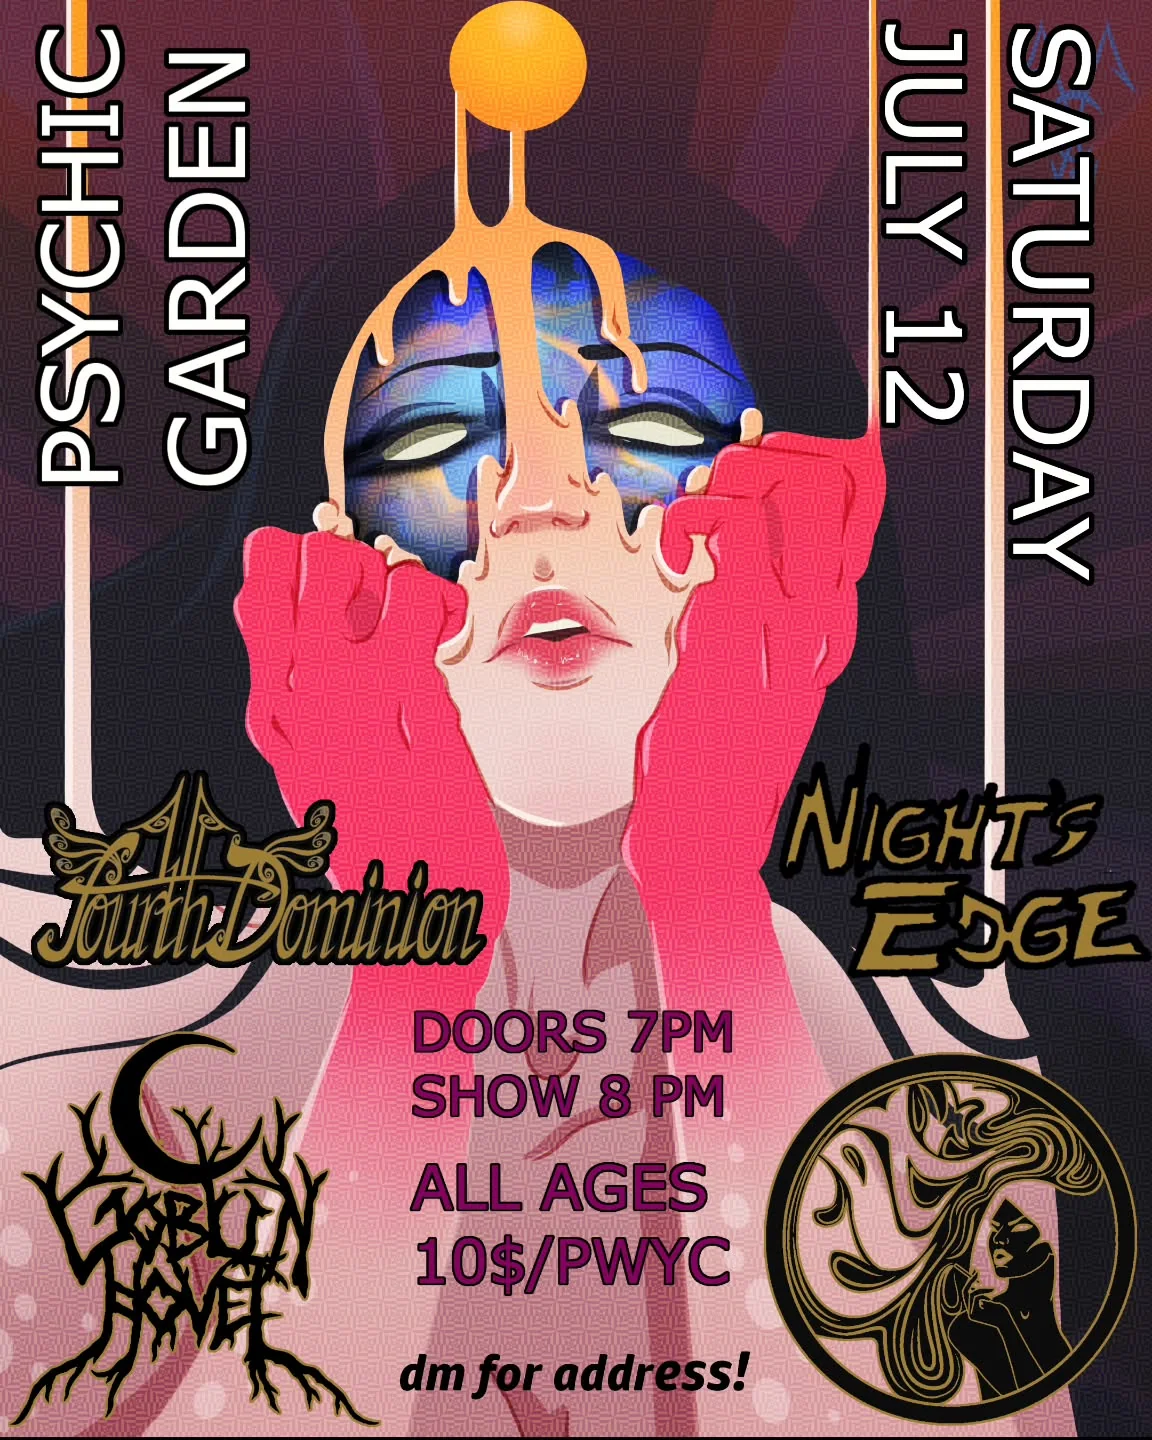 PSYCHIC
GARDEN
SATURDAY
JULY 12
Fourth Dominion
NIGHT'S
EDGE
GOBLIN
HOVEL
DOORS 7PM
SHOW 8 PM
ALL AGES
10$/PWYC
dm for address!